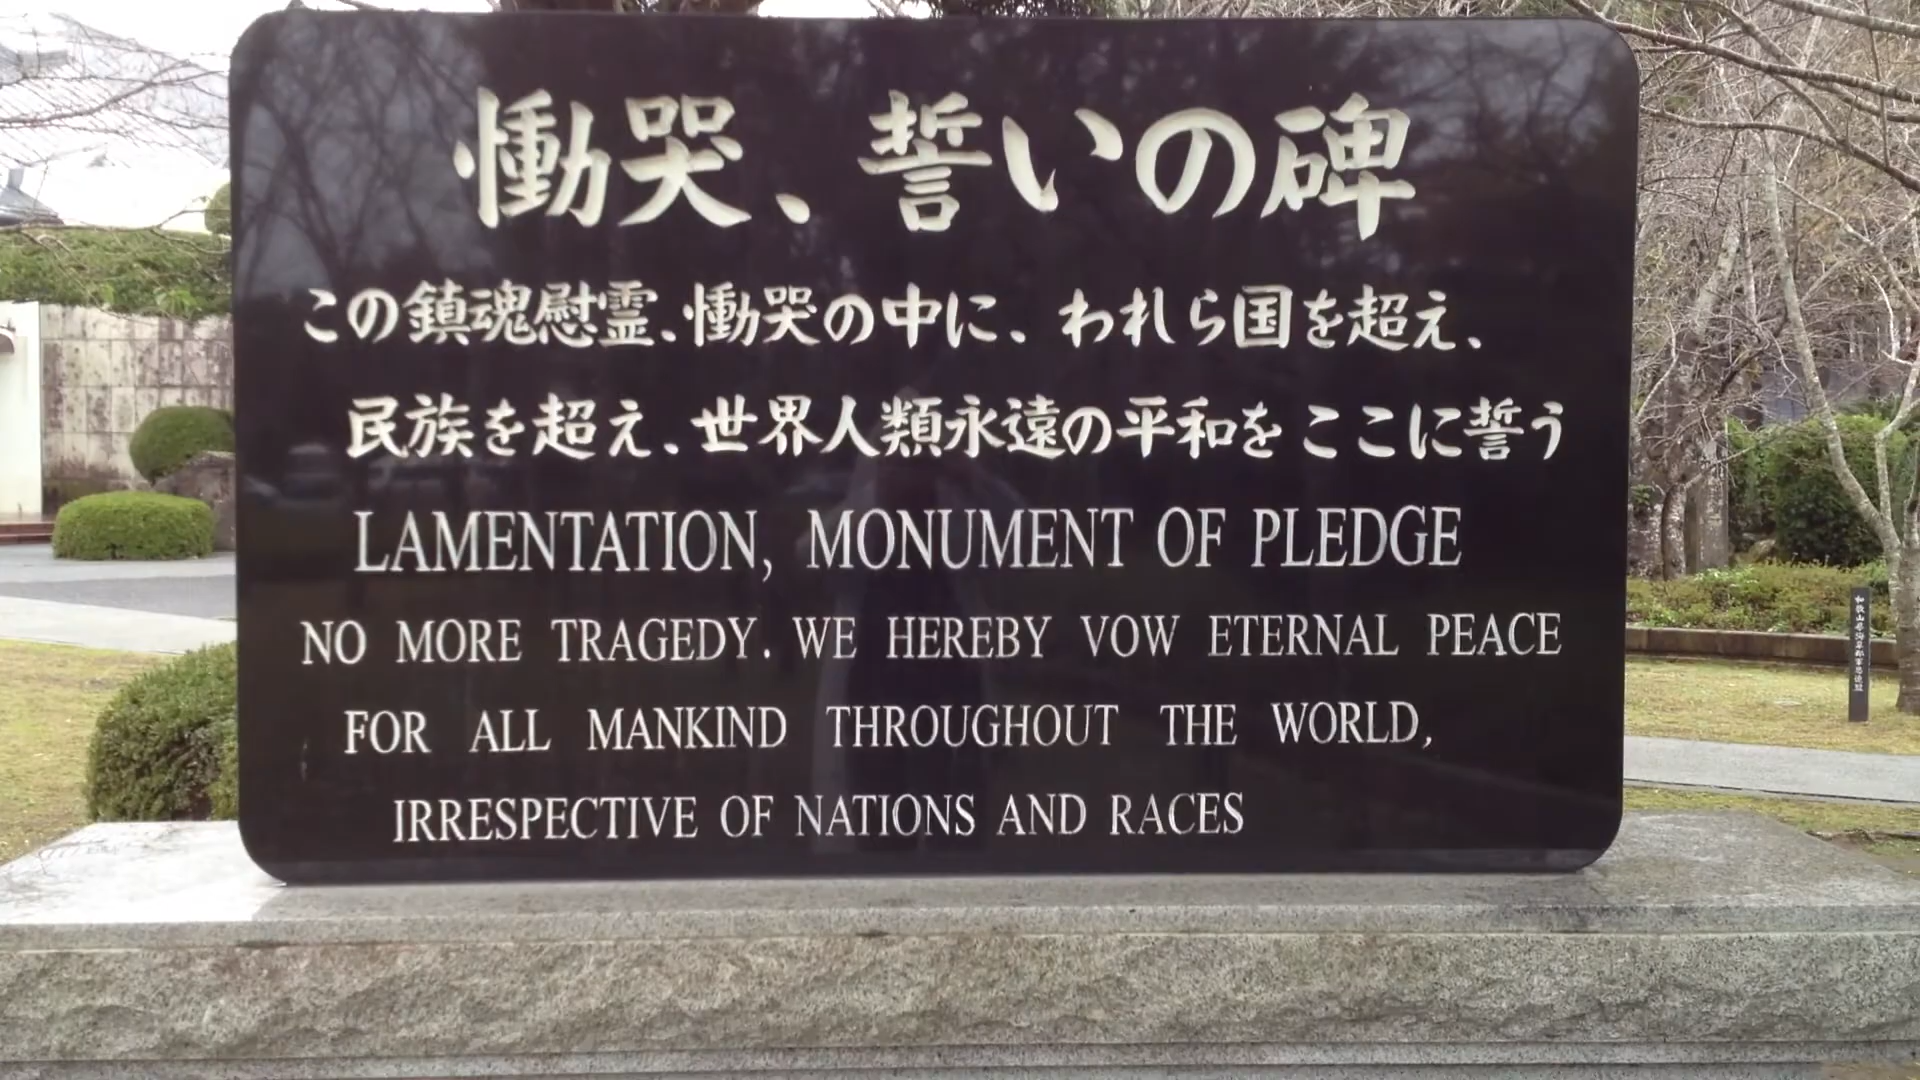 慟哭、誓いの碑
この鎮魂慰霊、慟哭の中に、われら国を超え、
民族を超え、世界人類永遠の平和をここに誓う
LAMENTATION, MONUMENT OF PLEDGE
NO MORE TRAGEDY. WE HEREBY VOW ETERNAL PEACE
FOR ALL MANKIND THROUGHOUT THE WORLD,
IRRESPECTIVE OF NATIONS AND RACES